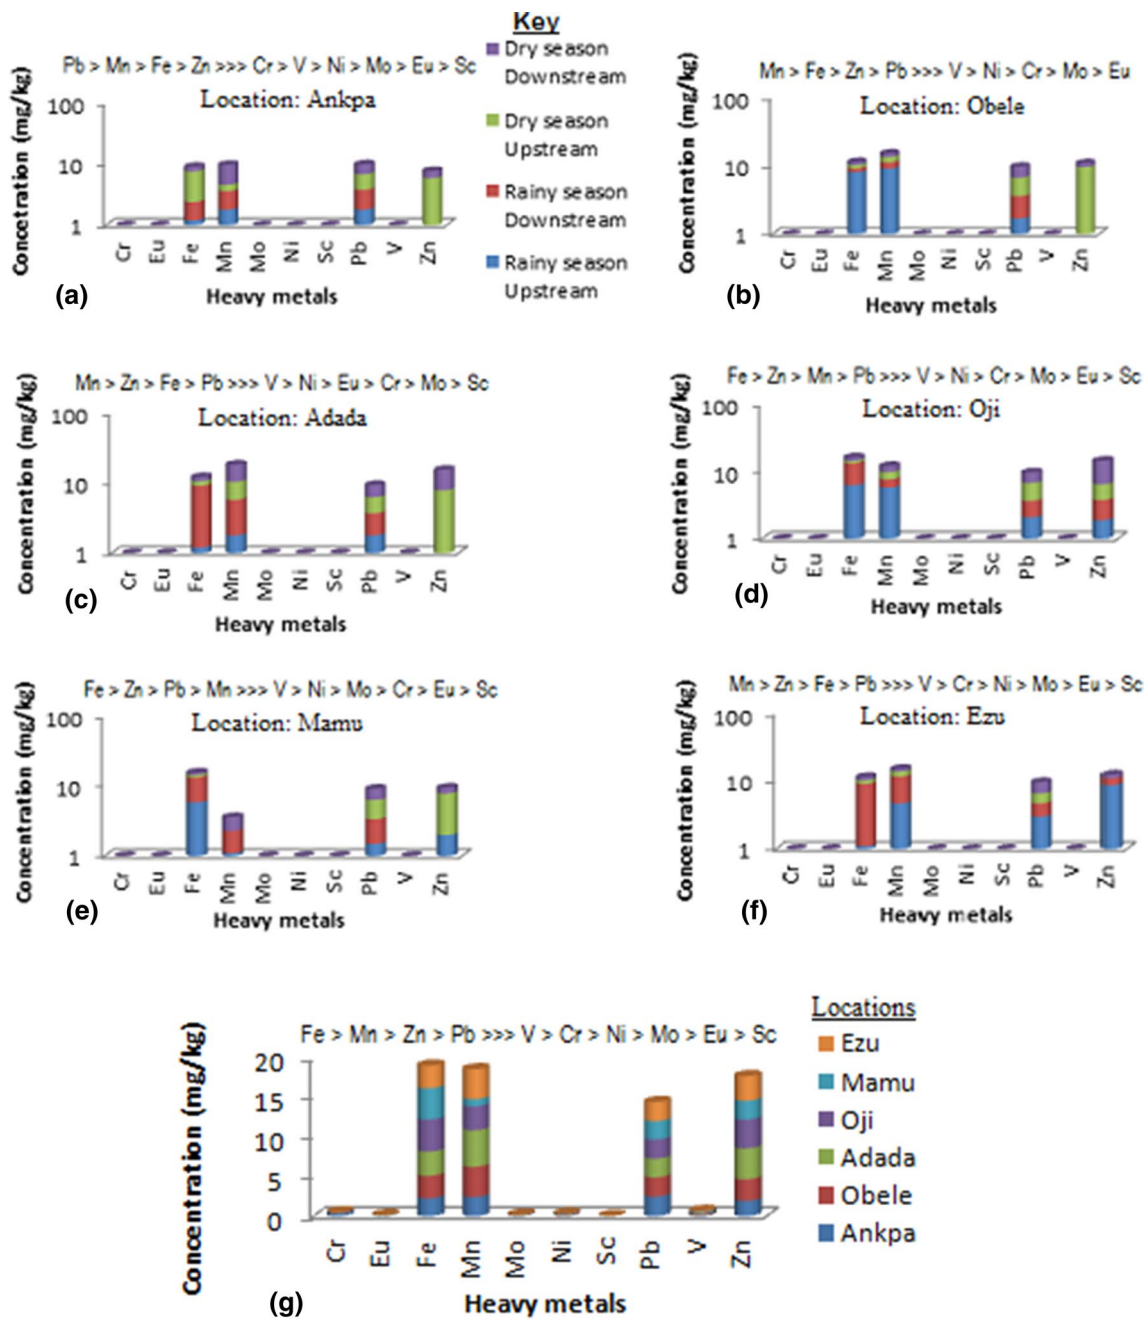 Key
Dry season
Downstream
Dry season
Upstream
Rainy season
Downstream
Rainy season
Upstream
Pb > Mn > Fe > Zn >>> Cr > V > Ni > Mo > Eu > Sc
Location: Ankpa
Concetration (mg/kg)
100
10
1
Cr Eu Fe Mn Mo Ni Sc Pb V Zn
(a)
Heavy metals
Mn > Fe > Zn > Pb >>> V > Ni > Cr > Mo > Eu
Location: Obele
Concentration (mg/kg)
100
10
1
Cr Eu Fe Mn Mo Ni Sc Pb V Zn
(b)
Heavy metals
Mn > Zn > Fe > Pb >>> V > Ni > Eu > Cr > Mo > Sc
Location: Adada
Concentration (mg/kg)
100
10
1
Cr Eu Fe Mn Mo Ni Sc Pb V Zn
(c)
Heavy metals
Fe > Zn > Mn > Pb >>> V > Ni > Cr > Mo > Eu > Sc
Location: Oji
Concentration (mg/kg)
100
10
1
Cr Eu Fe Mn Mo Ni Sc Pb V Zn
(d)
Heavy metals
Fe > Zn > Pb > Mn >>> V > Ni > Mo > Cr > Eu > Sc
Location: Mamu
Concentration (mg/kg)
100
10
1
Cr Eu Fe Mn Mo Ni Sc Pb V Zn
(e)
Heavy metals
Mn > Zn > Fe > Pb >>> V > Cr > Ni > Mo > Eu > Sc
Location: Ezu
Concentration (mg/kg)
100
10
1
Cr Eu Fe Mn Mo Ni Sc Pb V Zn
(f)
Heavy metals
Fe > Mn > Zn > Pb >>> V > Cr > Ni > Mo > Eu > Sc
Concentration (mg/kg)
20
15
10
5
0
Cr Eu Fe Mn Mo Ni Sc Pb V Zn
(g)
Heavy metals
Locations
Ezu
Mamu
Oji
Adada
Obele
Ankpa